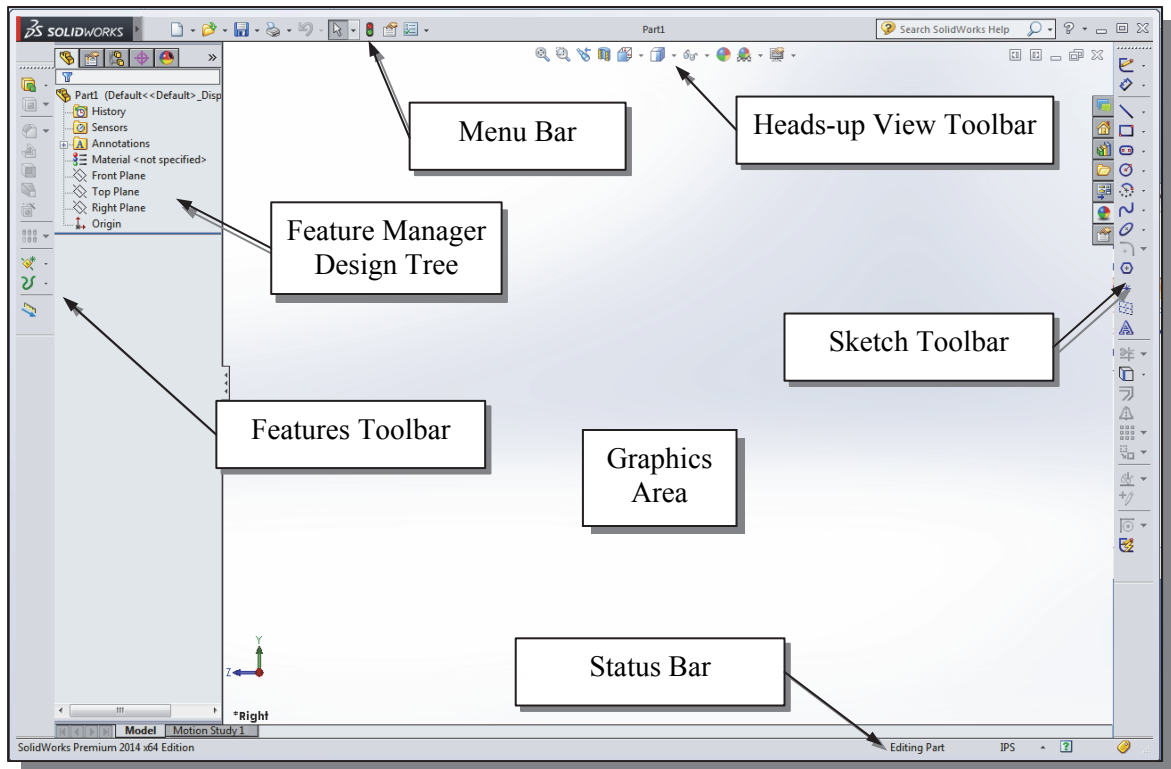 SOLIDWORKS
Part1
Search SolidWorks Help
Part1 (Default<<Default>_Disp
History
Sensors
Annotations
Material <not specified>
Front Plane
Top Plane
Right Plane
Origin
Menu Bar
Heads-up View Toolbar
Feature Manager
Design Tree
Sketch Toolbar
Features Toolbar
Graphics
Area
Status Bar
Y
Z
*Right
Model Motion Study 1
SolidWorks Premium 2014 x64 Edition
Editing Part IPS